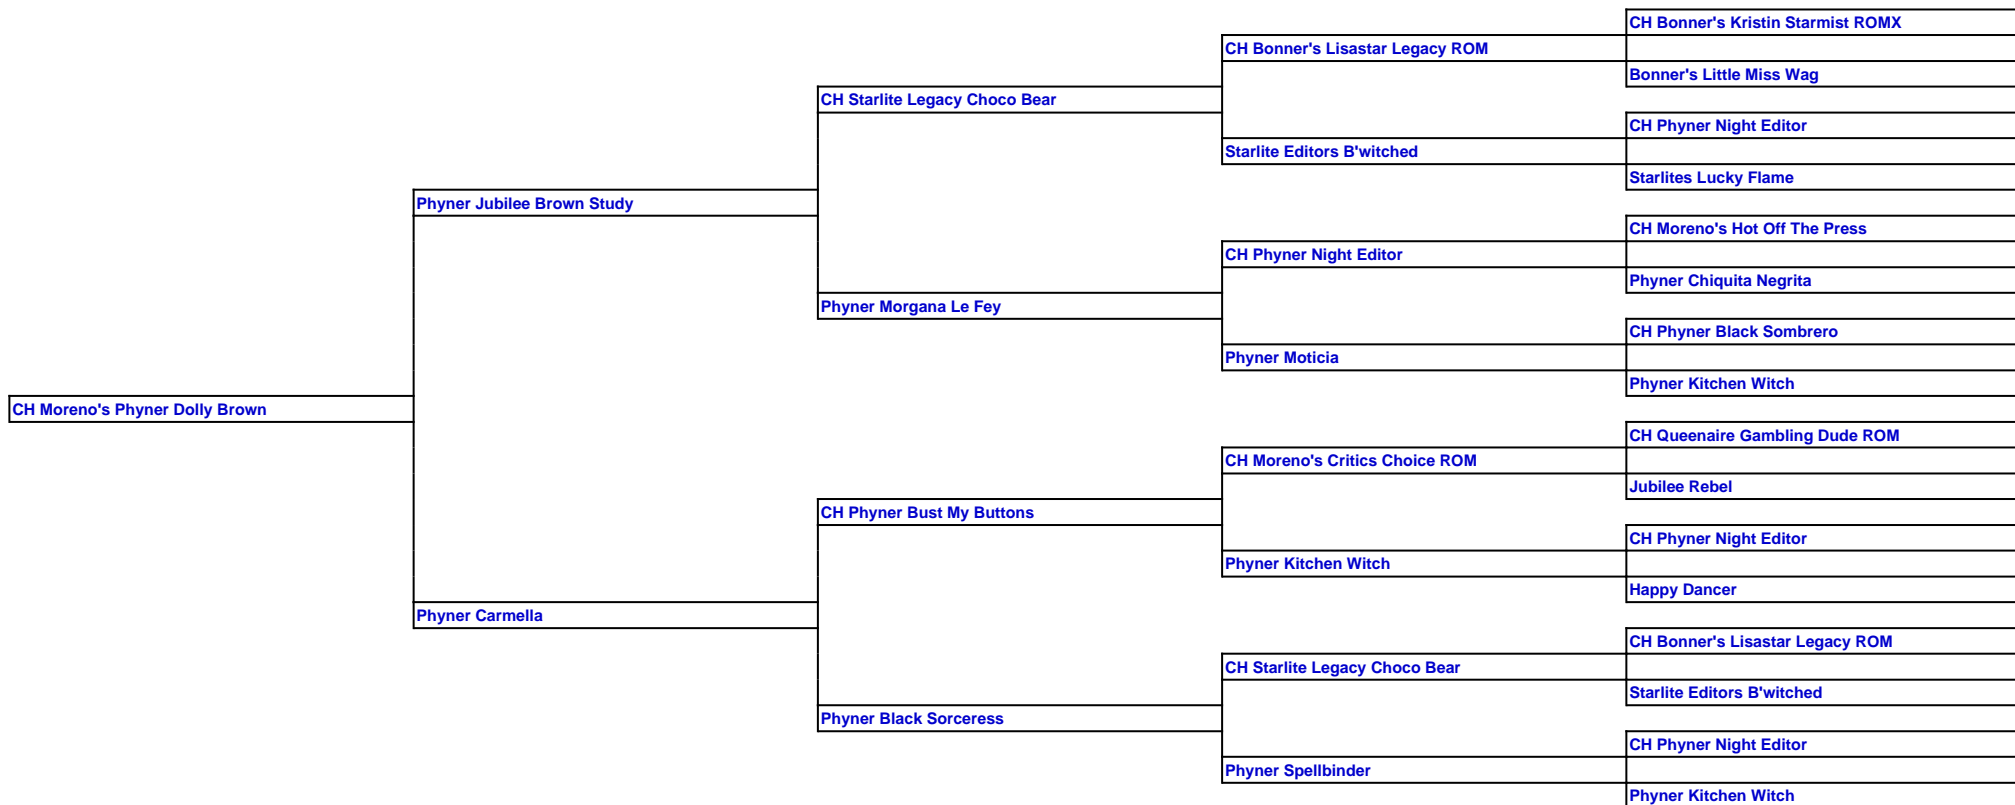 CH Bonner's Kristin Starmist ROMX
CH Bonner's Lisastar Legacy ROM
Bonner's Little Miss Wag
CH Starlite Legacy Choco Bear
CH Phyner Night Editor
Starlite Editors B'witched
Starlites Lucky Flame
Phyner Jubilee Brown Study
CH Moreno's Hot Off The Press
CH Phyner Night Editor
Phyner Chiquita Negrita
Phyner Morgana Le Fey
CH Phyner Black Sombrero
Phyner Moticia
Phyner Kitchen Witch
CH Moreno's Phyner Dolly Brown
CH Queenaire Gambling Dude ROM
CH Moreno's Critics Choice ROM
Jubilee Rebel
CH Phyner Bust My Buttons
CH Phyner Night Editor
Phyner Kitchen Witch
Happy Dancer
Phyner Carmella
CH Bonner's Lisastar Legacy ROM
CH Starlite Legacy Choco Bear
Starlite Editors B'witched
Phyner Black Sorceress
CH Phyner Night Editor
Phyner Spellbinder
Phyner Kitchen Witch